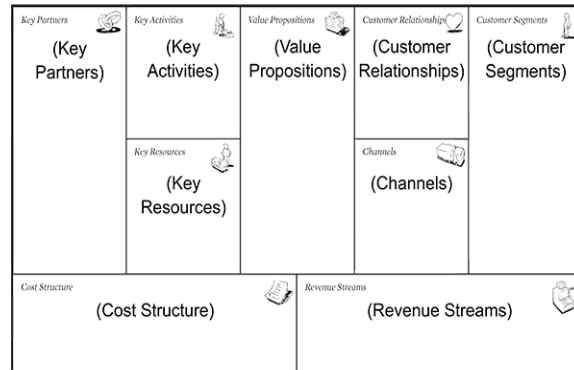 Key Partners
(Key
Partners)
Key Activities
(Key
Activities)
Key Resources
(Key
Resources)
Value Propositions
(Value
Propositions)
Customer Relationships
(Customer
Relationships)
Channels
(Channels)
Customer Segments
(Customer
Segments)
Cost Structure
(Cost Structure)
Revenue Streams
(Revenue Streams)